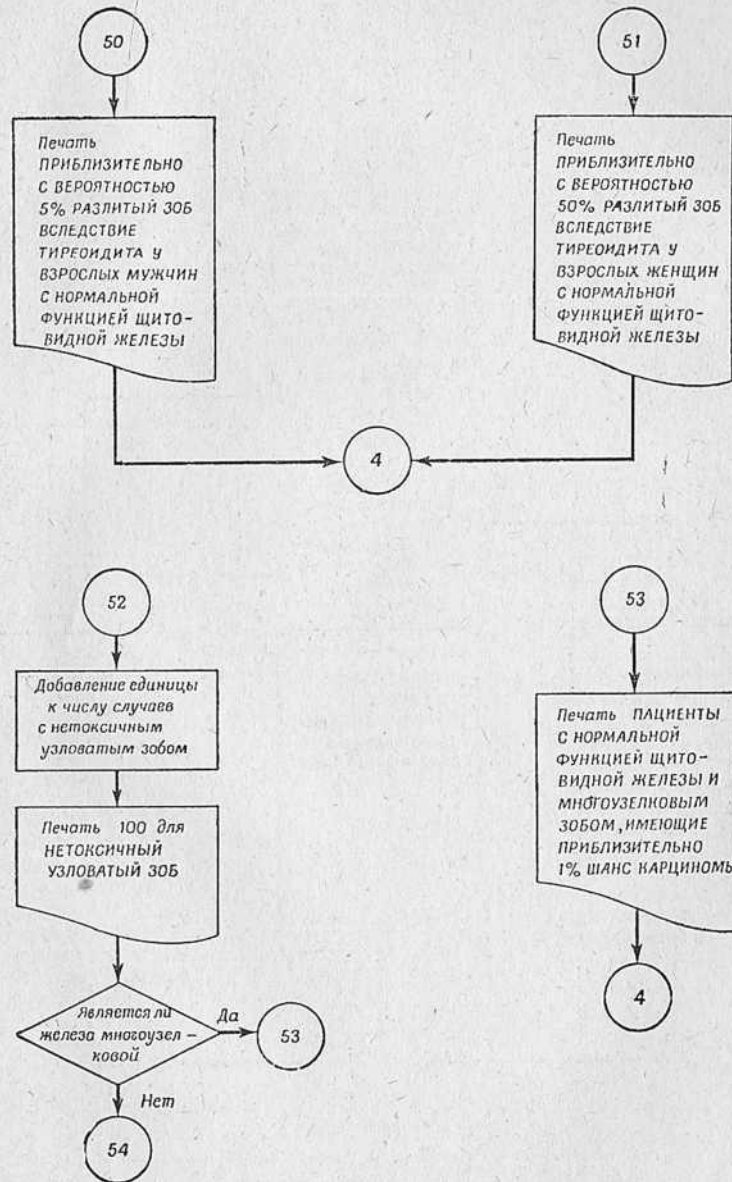 50
Печать
ПРИБЛИЗИТЕЛЬНО
С ВЕРОЯТНОСТЬЮ
5% РАЗЛИТЫЙ ЗОБ
ВСЛЕДСТВИЕ
ТИРЕОИДИТА У
ВЗРОСЛЫХ МУЖЧИН
С НОРМАЛЬНОЙ
ФУНКЦИЕЙ ЩИТО-
ВИДНОЙ ЖЕЛЕЗЫ
51
Печать
ПРИБЛИЗИТЕЛЬНО
С ВЕРОЯТНОСТЬЮ
50% РАЗЛИТЫЙ ЗОБ
ВСЛЕДСТВИЕ
ТИРЕОИДИТА У
ВЗРОСЛЫХ ЖЕНЩИН
С НОРМАЛЬНОЙ
ФУНКЦИЕЙ ЩИТО-
ВИДНОЙ ЖЕЛЕЗЫ
4
52
Добавление единицы
к числу случаев
с нетоксичным
узловатым зобом
Печать 100 для
НЕТОКСИЧНЫЙ
УЗЛОВАТЫЙ ЗОБ
Является ли
железа многоузел-
ковой
Да
53
Нет
54
53
Печать ПАЦИЕНТЫ
С НОРМАЛЬНОЙ
ФУНКЦИЕЙ ЩИТО-
ВИДНОЙ ЖЕЛЕЗЫ И
МНОГОУЗЕЛКОВЫМ
ЗОБОМ, ИМЕЮЩИЕ
ПРИБЛИЗИТЕЛЬНО
1% ШАНС КАРЦИНОМЫ
4